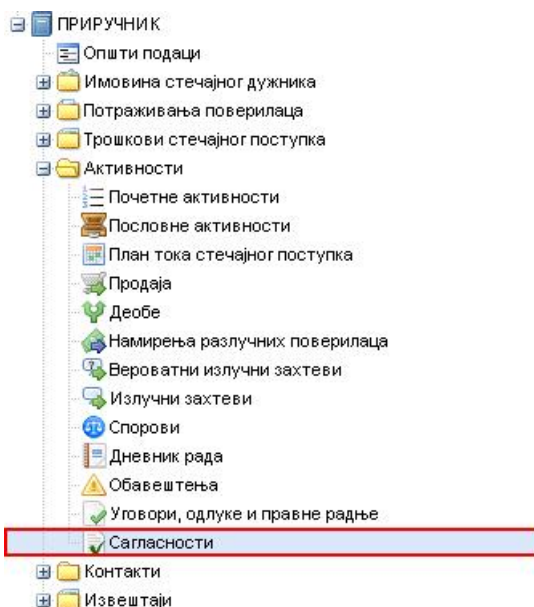 ПРИРУЧНИК
Општи подаци
Имовина стечајног дужника
Потраживања поверилаца
Трошкови стечајног поступка
Активности
Почетне активности
Пословне активности
План тока стечајног поступка
Продаја
Деобе
Намирења разлучних поверилаца
Вероватни излучни захтеви
Излучни захтеви
Спорови
Дневник рада
Обавештења
Уговори, одлуке и правне радње
Сагласности
Контакти
Извештаји